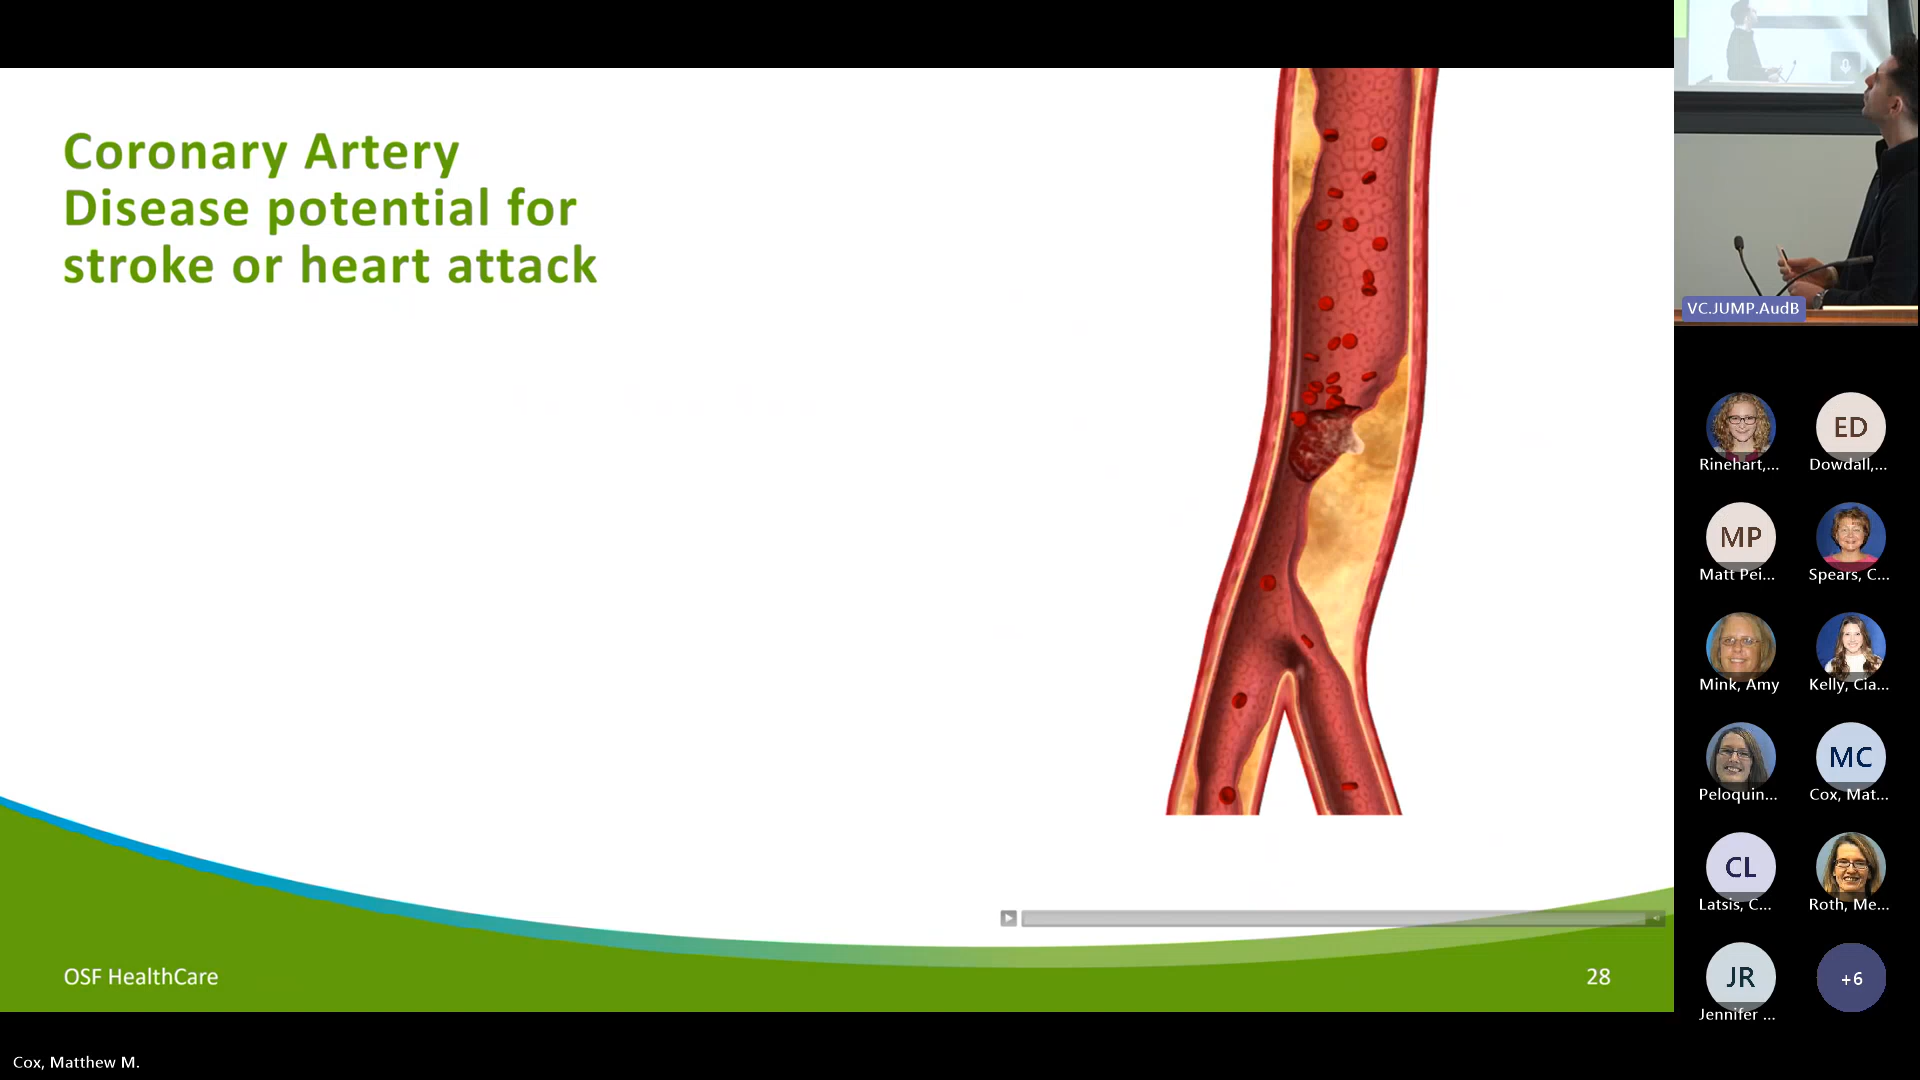 Coronary Artery
Disease potential for
stroke or heart attack
OSF HealthCare
28
VC.JUMP.AudB
Rinehart,...
ED
Dowdall,...
MP
Matt Pei...
Spears, C...
Mink, Amy
Kelly, Cia...
Peloquin...
MC
Cox, Mat...
CL
Latsis, C...
Roth, Me...
JR
Jennifer ...
+6
Cox, Matthew M.